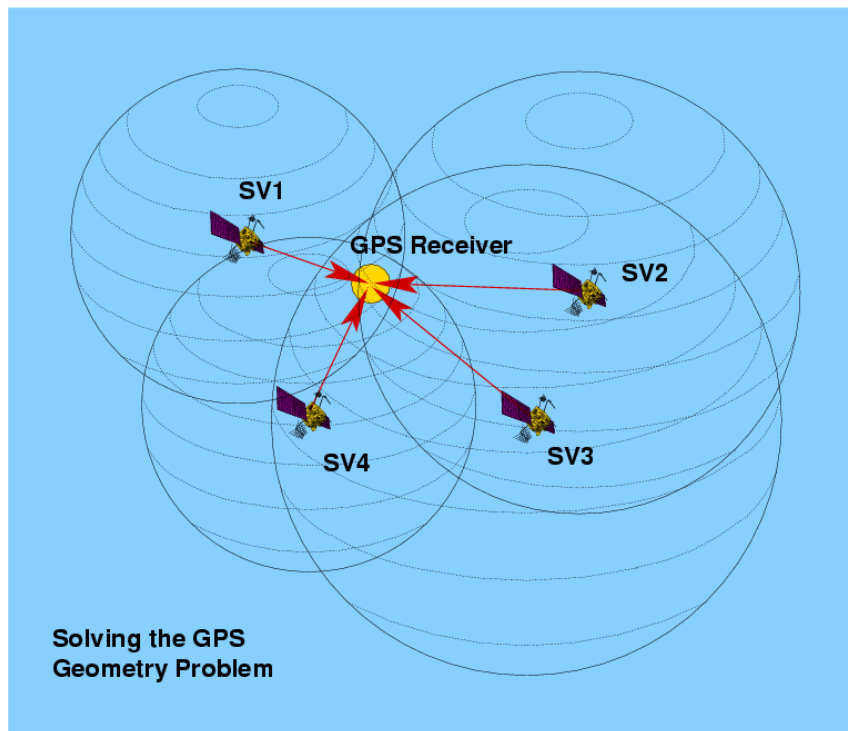 SV1
GPS Receiver
SV2
SV4
SV3
Solving the GPS
Geometry Problem